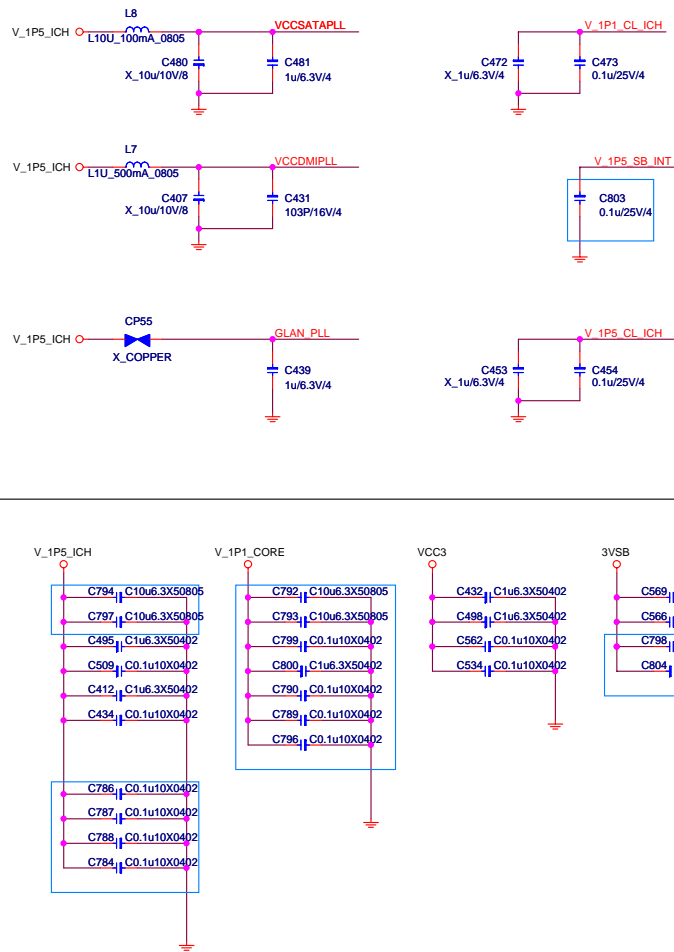 L8
V_1P5_ICH
L10U_100mA_0805
VCCSATAPLL
C480
X_10u/10V/8
C481
1u/6.3V/4
V_1P1_CL_ICH
C472
X_1u/6.3V/4
C473
0.1u/25V/4
L7
V_1P5_ICH
L1U_500mA_0805
VCCDMIPLL
C407
X_10u/10V/8
C431
103P/16V/4
V_1P5_SB_INT
C803
0.1u/25V/4
CP55
V_1P5_ICH
X_COPPER
GLAN_PLL
C439
1u/6.3V/4
V_1P5_CL_ICH
C453
X_1u/6.3V/4
C454
0.1u/25V/4
V_1P5_ICH
C794 C10u6.3X50805
C797 C10u6.3X50805
C495 C1u6.3X50402
C509 C0.1u10X0402
C412 C1u6.3X50402
C434 C0.1u10X0402
C786 C0.1u10X0402
C787 C0.1u10X0402
C788 C0.1u10X0402
C784 C0.1u10X0402
V_1P1_CORE
C792 C10u6.3X50805
C793 C10u6.3X50805
C799 C0.1u10X0402
C800 C1u6.3X50402
C790 C0.1u10X0402
C789 C0.1u10X0402
C796 C0.1u10X0402
VCC3
C432 C1u6.3X50402
C498 C1u6.3X50402
C562 C0.1u10X0402
C534 C0.1u10X0402
3VSB
C569
C566
C798
C804